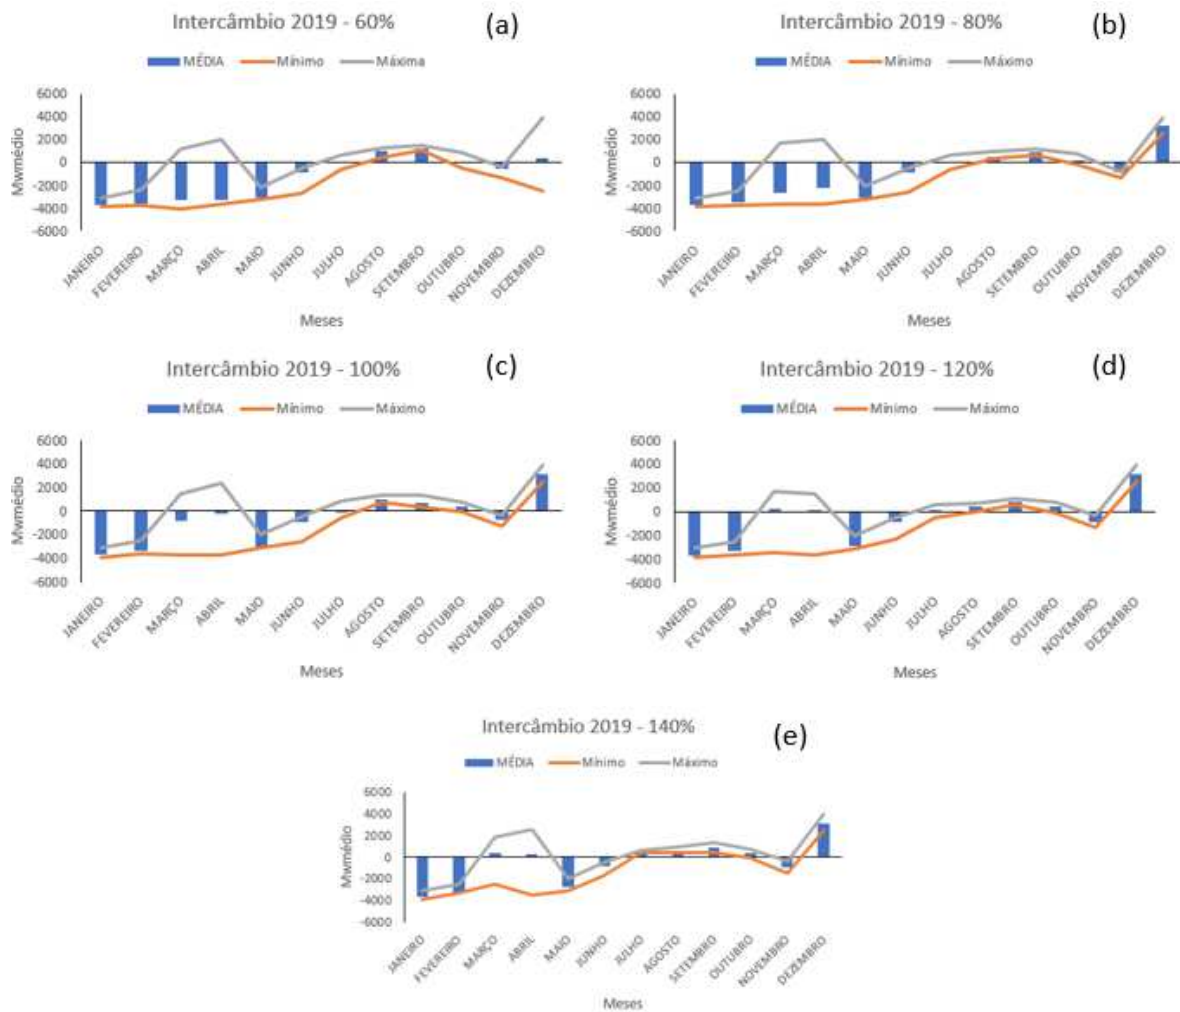 Intercâmbio 2019 - 60%
(a)
MÉDIA Mínimo Máxima
Mwmédio
6000
4000
2000
0
-2000
-4000
-6000
JANEIRO
FEVEREIRO
MARÇO
ABRIL
MAIO
JUNHO
JULHO
AGOSTO
SETEMBRO
OUTUBRO
NOVEMBRO
DEZEMBRO
Meses
Intercâmbio 2019 - 80%
(b)
MÉDIA Mínimo Máximo
Mwmédio
6000
4000
2000
0
-2000
-4000
-6000
JANEIRO
FEVEREIRO
MARÇO
ABRIL
MAIO
JUNHO
JULHO
AGOSTO
SETEMBRO
OUTUBRO
NOVEMBRO
DEZEMBRO
Meses
Intercâmbio 2019 - 100%
(c)
MÉDIA Mínimo Máximo
Mwmédio
6000
4000
2000
0
-2000
-4000
-6000
JANEIRO
FEVEREIRO
MARÇO
ABRIL
MAIO
JUNHO
JULHO
AGOSTO
SETEMBRO
OUTUBRO
NOVEMBRO
DEZEMBRO
Meses
Intercâmbio 2019 - 120%
(d)
MÉDIA Mínimo Máximo
Mwmédio
6000
4000
2000
0
-2000
-4000
-6000
JANEIRO
FEVEREIRO
MARÇO
ABRIL
MAIO
JUNHO
JULHO
AGOSTO
SETEMBRO
OUTUBRO
NOVEMBRO
DEZEMBRO
Meses
Intercâmbio 2019 - 140%
(e)
MÉDIA Mínimo Máximo
Mwmédio
6000
4000
2000
0
-2000
-4000
-6000
JANEIRO
FEVEREIRO
MARÇO
ABRIL
MAIO
JUNHO
JULHO
AGOSTO
SETEMBRO
OUTUBRO
NOVEMBRO
DEZEMBRO
Meses